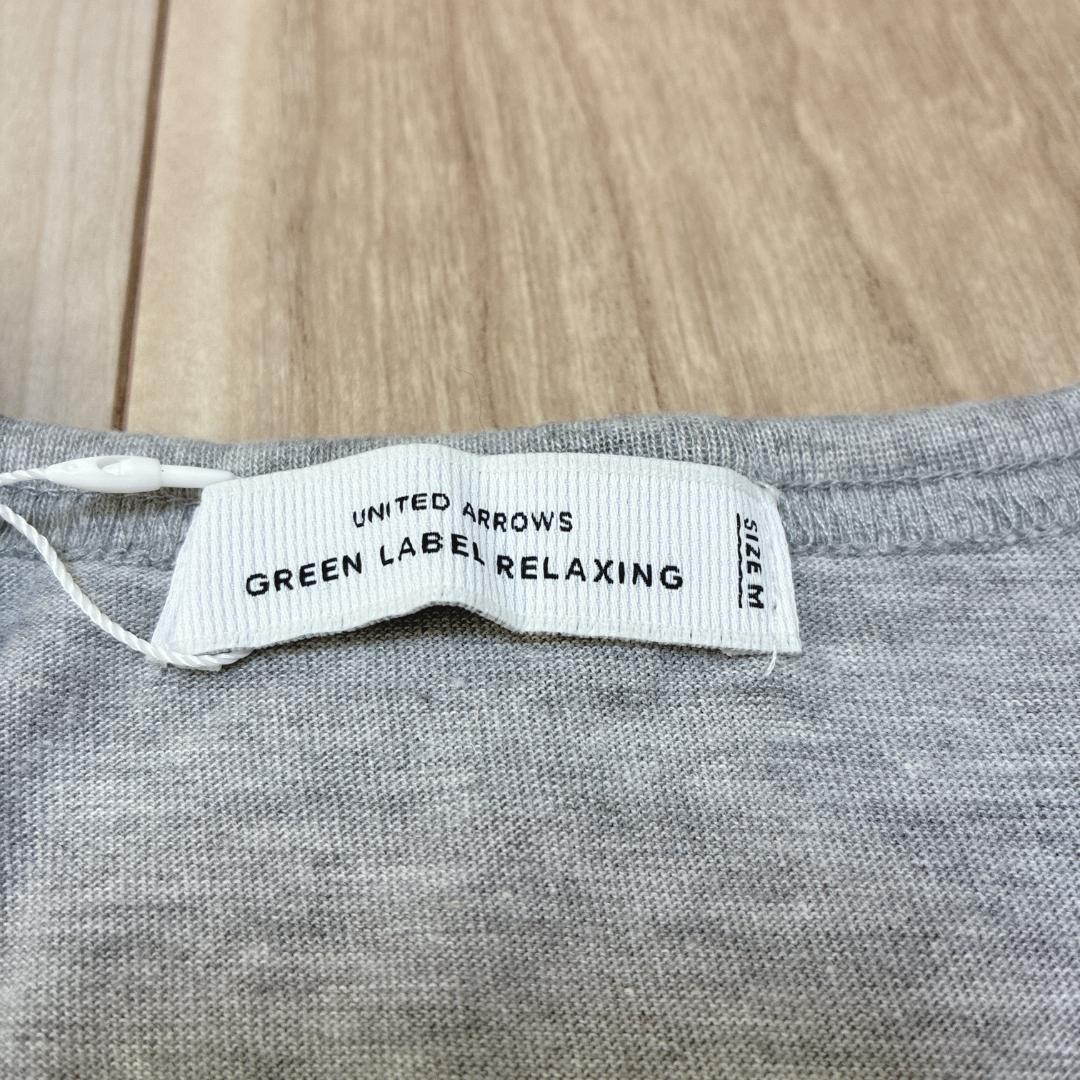 UNITED ARROWS
GREEN LABEL RELAXING
SIZE M